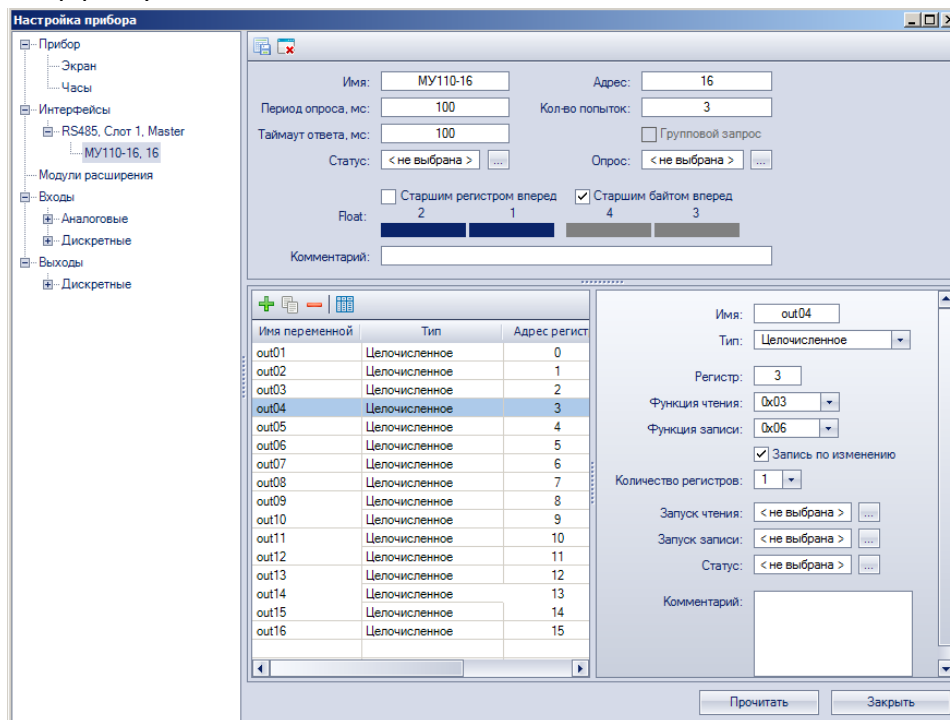 Настройка прибора
Прибор
Экран
Часы
Интерфейсы
RS485, Слот 1, Master
МУ110-16, 16
Модули расширения
Входы
Аналоговые
Дискретные
Выходы
Дискретные
Имя: МУ110-16 Адрес: 16
Период опроса, мс: 100 Кол-во попыток: 3
Таймаут ответа, мс: 100 Групповой запрос
Статус: < не выбрана > ... Опрос: < не выбрана > ...
Старшим регистром вперед Старшим байтом вперед
Float: 2 1 4 3
Комментарий:
Имя переменной Тип Адрес регист
out01 Целочисленное 0
out02 Целочисленное 1
out03 Целочисленное 2
out04 Целочисленное 3
out05 Целочисленное 4
out06 Целочисленное 5
out07 Целочисленное 6
out08 Целочисленное 7
out09 Целочисленное 8
out10 Целочисленное 9
out11 Целочисленное 10
out12 Целочисленное 11
out13 Целочисленное 12
out14 Целочисленное 13
out15 Целочисленное 14
out16 Целочисленное 15
Имя: out04
Тип: Целочисленное
Регистр: 3
Функция чтения: 0x03
Функция записи: 0x06
Запись по изменению
Количество регистров: 1
Запуск чтения: < не выбрана > ...
Запуск записи: < не выбрана > ...
Статус: < не выбрана > ...
Комментарий:
Прочитать Закрыть